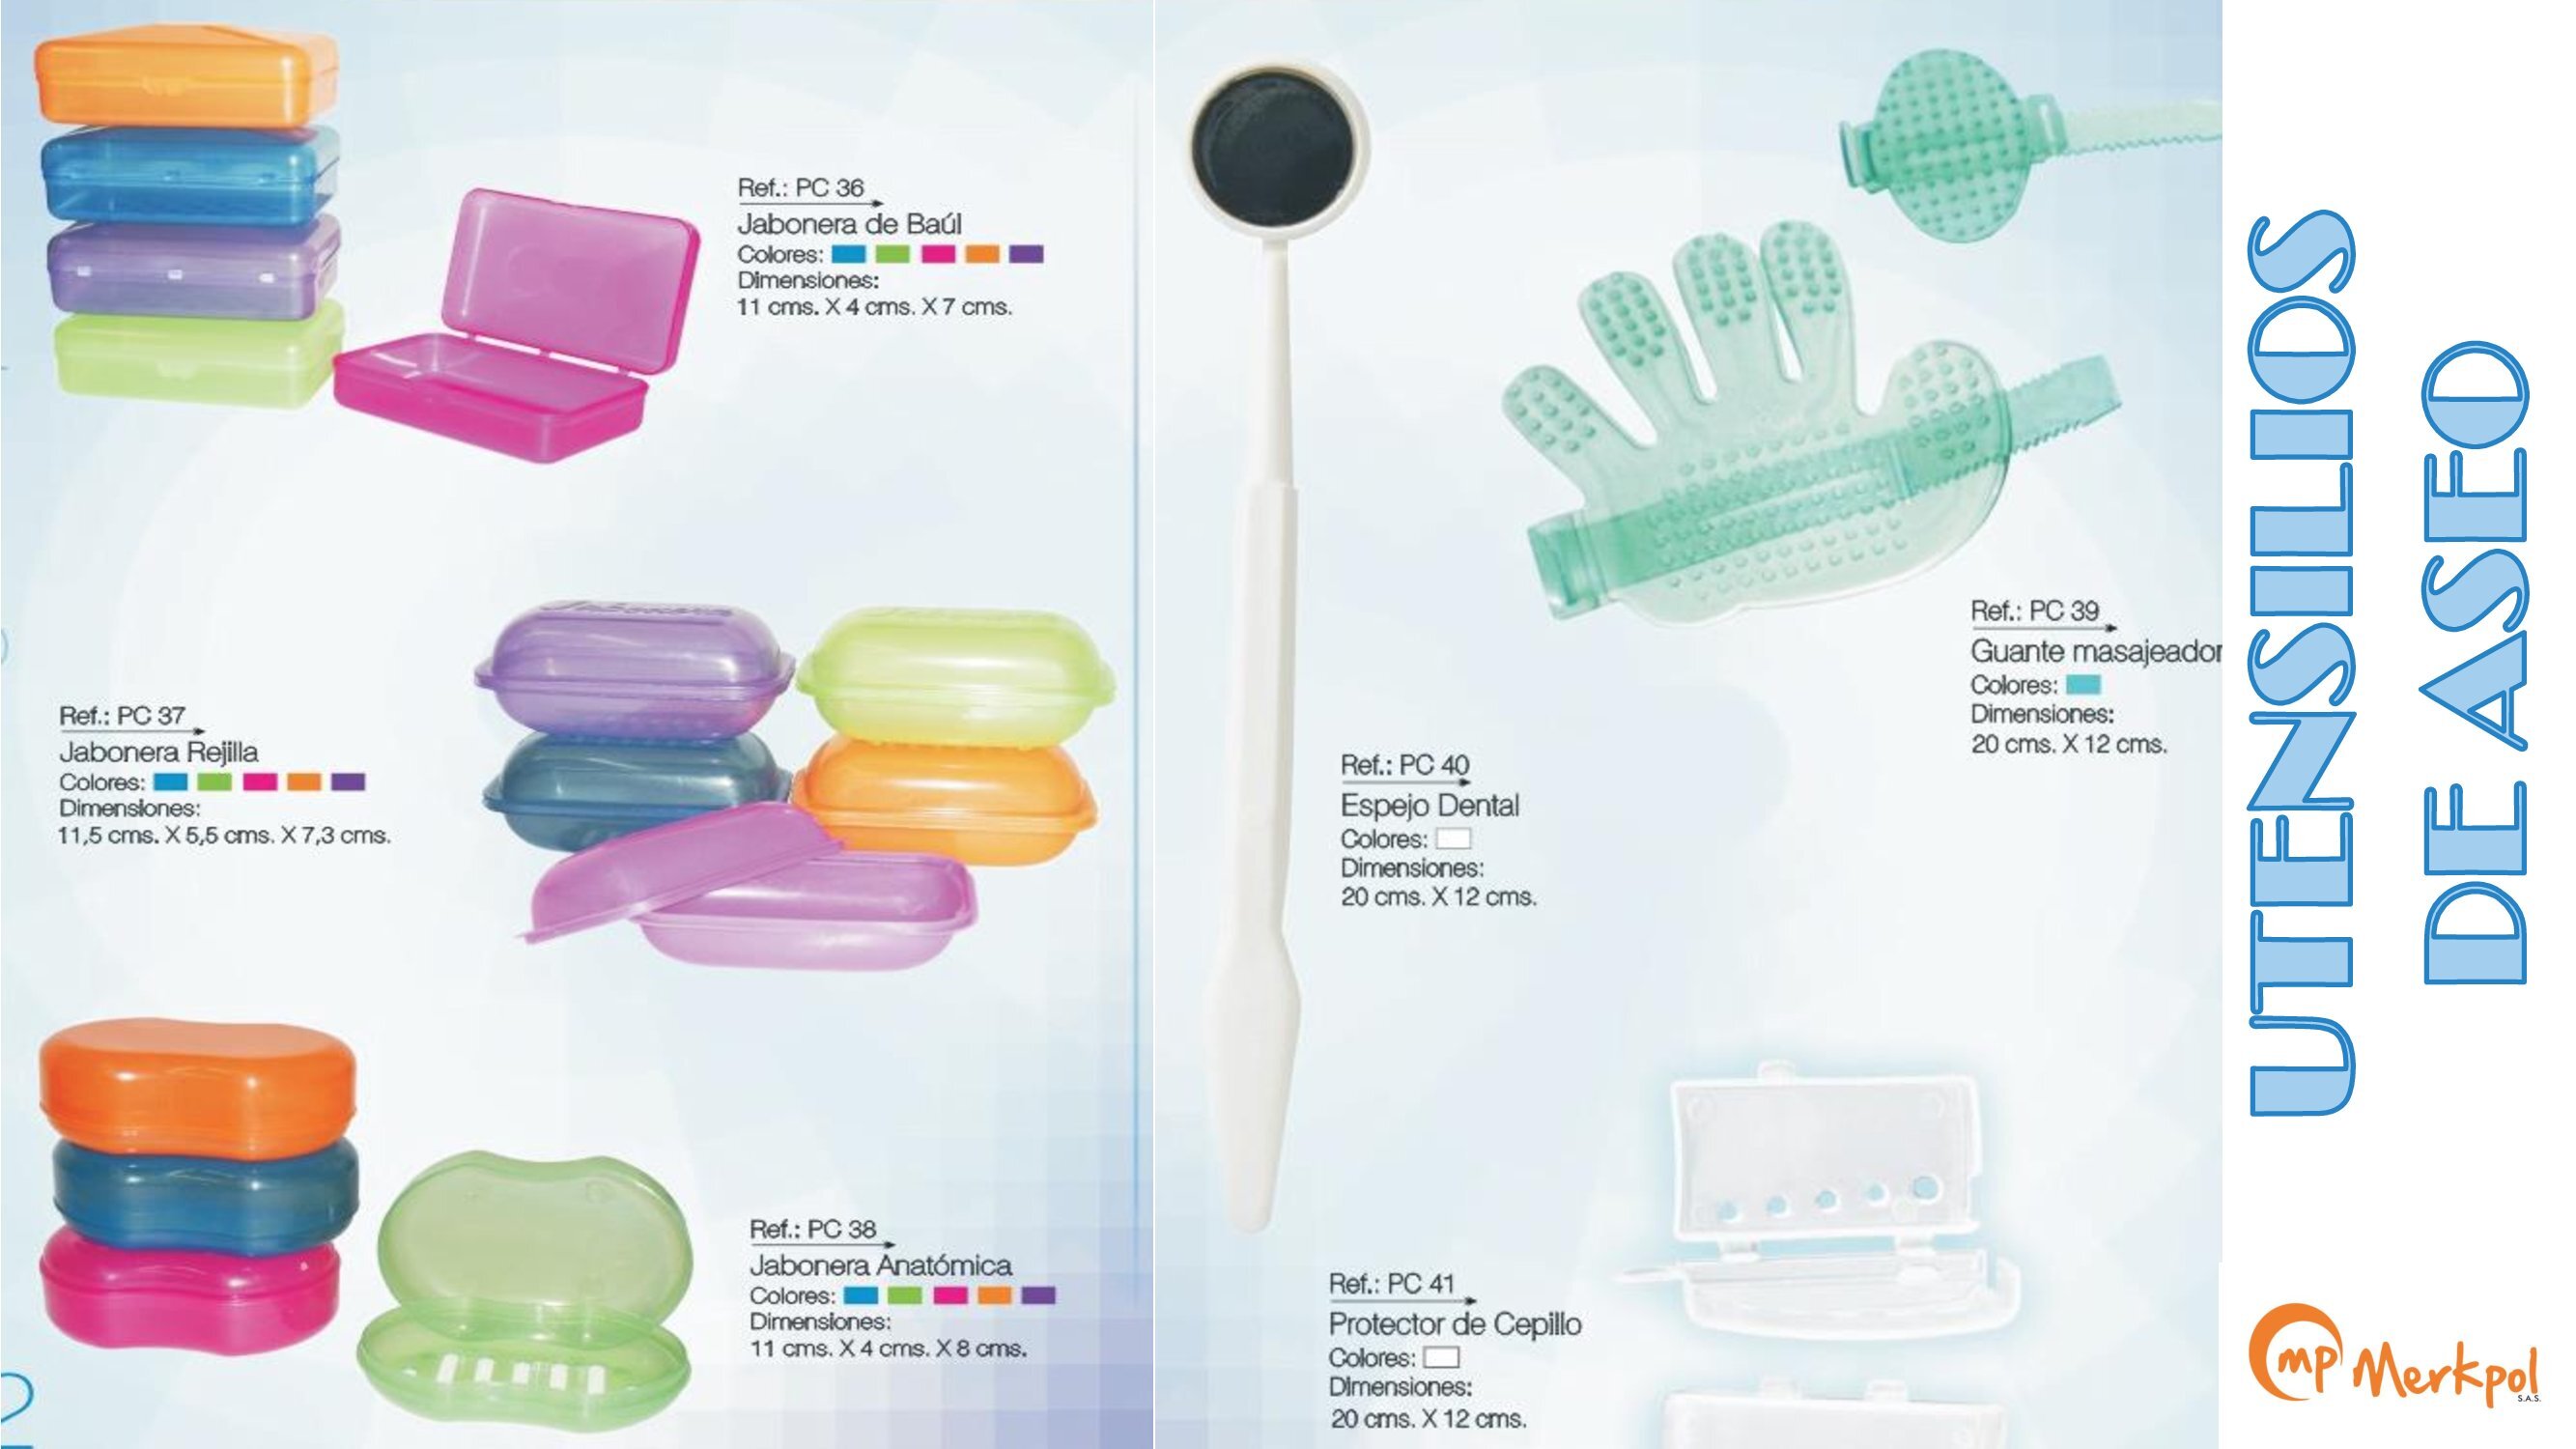 Ref.: PC 36
Jabonera de Baúl
Colores:
Dimensiones:
11 cms. X 4 cms. X 7 cms.
Ref.: PC 37
Jabonera Rejilla
Colores:
Dimensiones:
11,5 cms. X 5,5 cms. X 7,3 cms.
Ref.: PC 38
Jabonera Anatómica
Colores:
Dimensiones:
11 cms. X 4 cms. X 8 cms.
Ref.: PC 39
Guante masajeador
Colores:
Dimensiones:
20 cms. X 12 cms.
Ref.: PC 40
Espejo Dental
Colores:
Dimensiones:
20 cms. X 12 cms.
Ref.: PC 41
Protector de Cepillo
Colores:
Dimensiones:
20 cms. X 12 cms.
UTENSILIOS
DE ASEO
mp Merkpol
S.A.S.